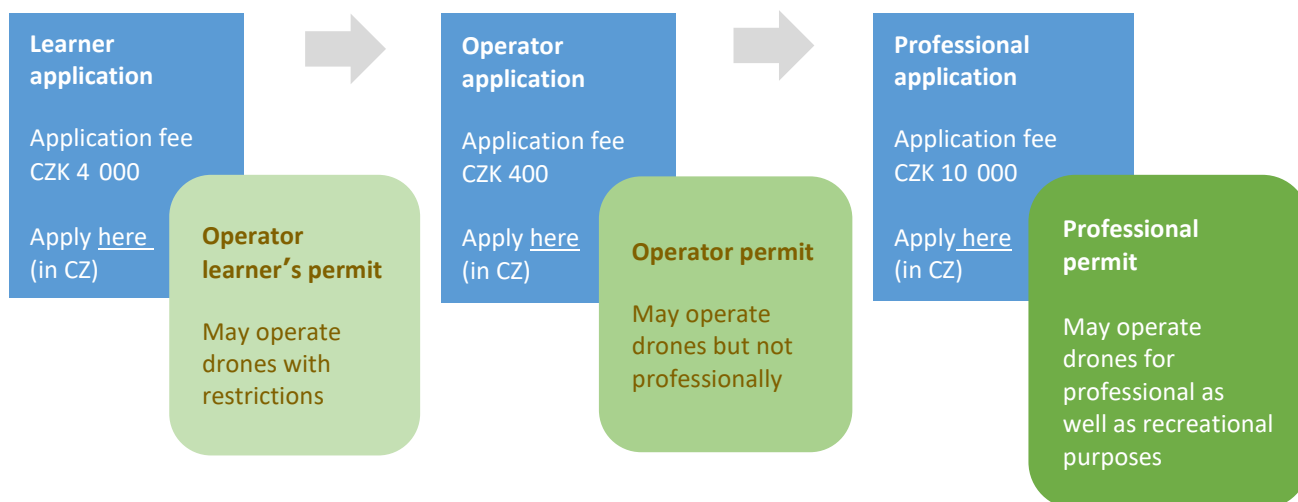 Learner
application
Application fee
CZK 4 000
Apply here
(in CZ)
Operator
learner’s permit
May operate
drones with
restrictions
Operator
application
Application fee
CZK 400
Apply here
(in CZ)
Operator permit
May operate
drones but not
professionally
Professional
application
Application fee
CZK 10 000
Apply here
(in CZ)
Professional
permit
May operate
drones for
professional as
well as recreational
purposes